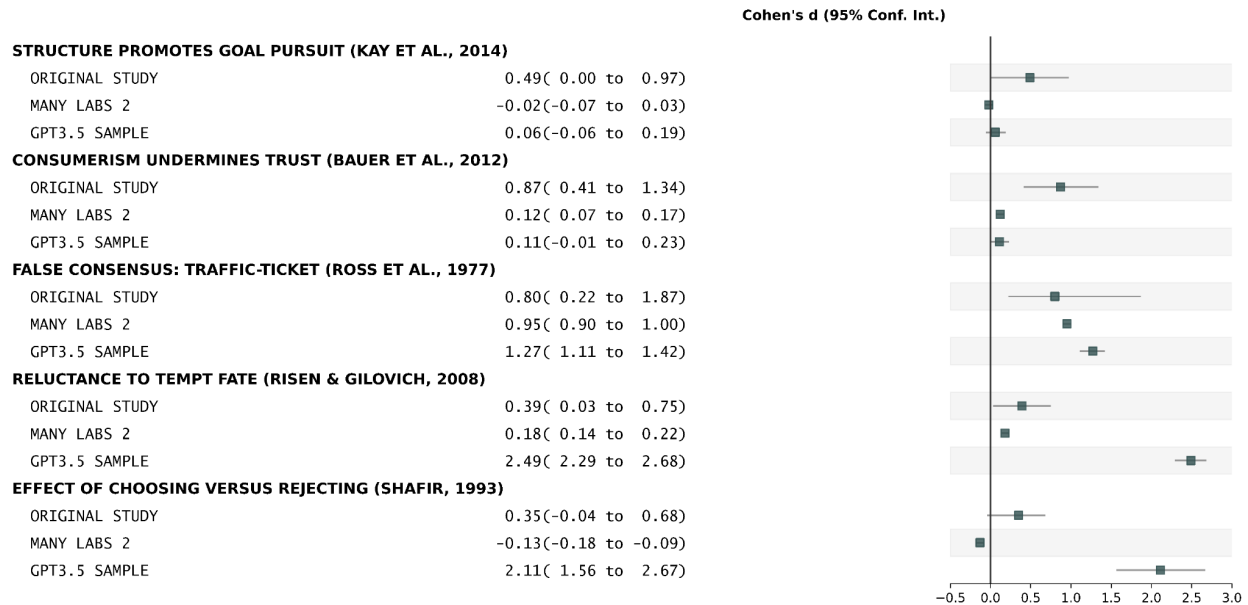 Cohen's d (95% Conf. Int.)
STRUCTURE PROMOTES GOAL PURSUIT (KAY ET AL., 2014)
ORIGINAL STUDY 0.49( 0.00 to 0.97)
MANY LABS 2 -0.02(-0.07 to 0.03)
GPT3.5 SAMPLE 0.06(-0.06 to 0.19)
CONSUMERISM UNDERMINES TRUST (BAUER ET AL., 2012)
ORIGINAL STUDY 0.87( 0.41 to 1.34)
MANY LABS 2 0.12( 0.07 to 0.17)
GPT3.5 SAMPLE 0.11(-0.01 to 0.23)
FALSE CONSENSUS: TRAFFIC-TICKET (ROSS ET AL., 1977)
ORIGINAL STUDY 0.80( 0.22 to 1.87)
MANY LABS 2 0.95( 0.90 to 1.00)
GPT3.5 SAMPLE 1.27( 1.11 to 1.42)
RELUCTANCE TO TEMPT FATE (RISEN & GILOVICH, 2008)
ORIGINAL STUDY 0.39( 0.03 to 0.75)
MANY LABS 2 0.18( 0.14 to 0.22)
GPT3.5 SAMPLE 2.49( 2.29 to 2.68)
EFFECT OF CHOOSING VERSUS REJECTING (SHAFIR, 1993)
ORIGINAL STUDY 0.35(-0.04 to 0.68)
MANY LABS 2 -0.13(-0.18 to -0.09)
GPT3.5 SAMPLE 2.11( 1.56 to 2.67)
−0.5 0.0 0.5 1.0 1.5 2.0 2.5 3.0